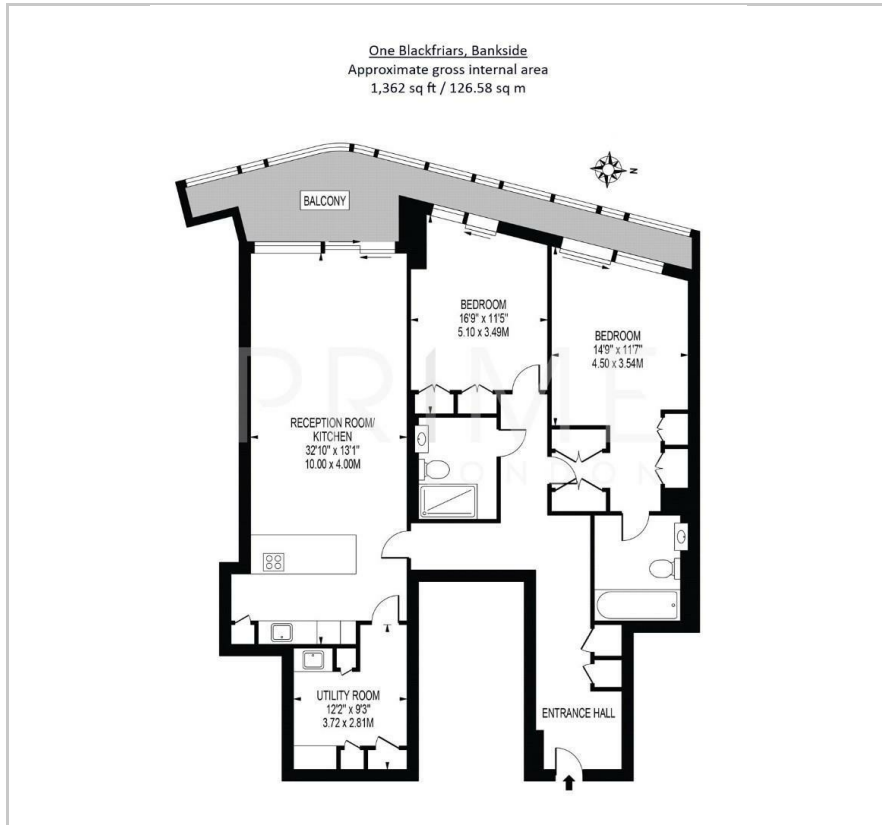 One Blackfriars, Bankside
Approximate gross internal area
1,362 sq ft / 126.58 sq m
N
BALCONY
BEDROOM
16'9" x 11'5"
5.10 x 3.49M
BEDROOM
14'9" x 11'7"
4.50 x 3.54M
PRIME
LONDON
RECEPTION ROOM/
KITCHEN
32'10" x 13'1"
10.00 x 4.00M
UTILITY ROOM
12'2" x 9'3"
3.72 x 2.81M
ENTRANCE HALL